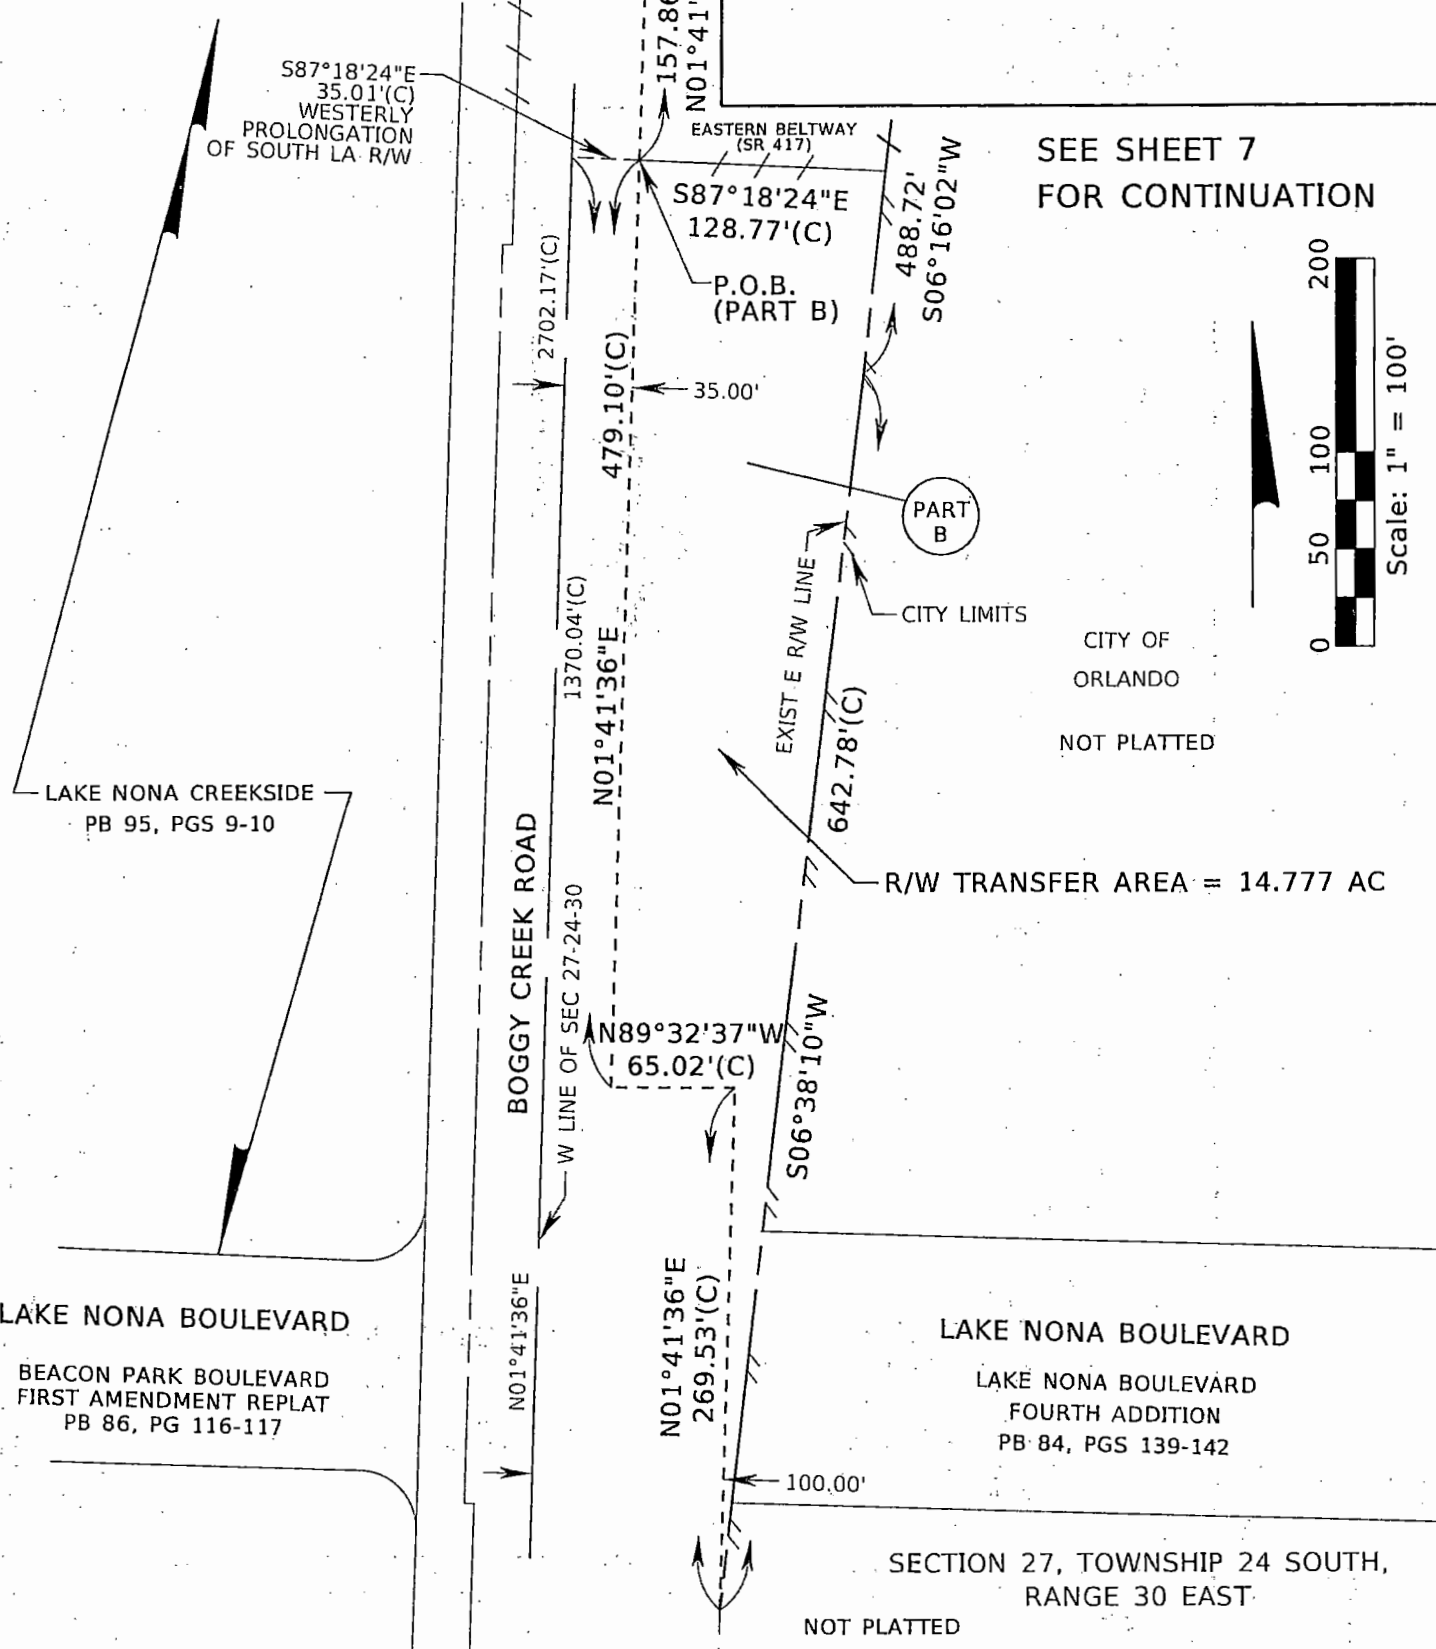 157.86
N01°41'
S87°18'24"E
35.01'(C)
WESTERLY
PROLONGATION
OF SOUTH LA R/W
EASTERN BELTWAY
(SR 417)
S87°18'24"E
128.77'(C)
488.72'
S06°16'02"W
SEE SHEET 7
FOR CONTINUATION
P.O.B.
(PART B)
2702.17'(C)
479.10'(C)
35.00'
200
100
50
0
Scale: 1" = 100'
PART
B
EXIST E R/W LINE
CITY LIMITS
CITY OF
ORLANDO
NOT PLATTED
1370.04'(C)
N01°41'36"E
642.78'(C)
LAKE NONA CREEKSIDE
PB 95, PGS 9-10
R/W TRANSFER AREA = 14.777 AC
BOGGY CREEK ROAD
W LINE OF SEC 27-24-30
N89°32'37"W
65.02'(C)
S06°38'10"W
N01°41'36"E
N01°41'36"E
269.53'(C)
LAKE NONA BOULEVARD
BEACON PARK BOULEVARD
FIRST AMENDMENT REPLAT
PB 86, PG 116-117
LAKE NONA BOULEVARD
LAKE NONA BOULEVARD
FOURTH ADDITION
PB 84, PGS 139-142
100.00'
SECTION 27, TOWNSHIP 24 SOUTH,
RANGE 30 EAST
NOT PLATTED